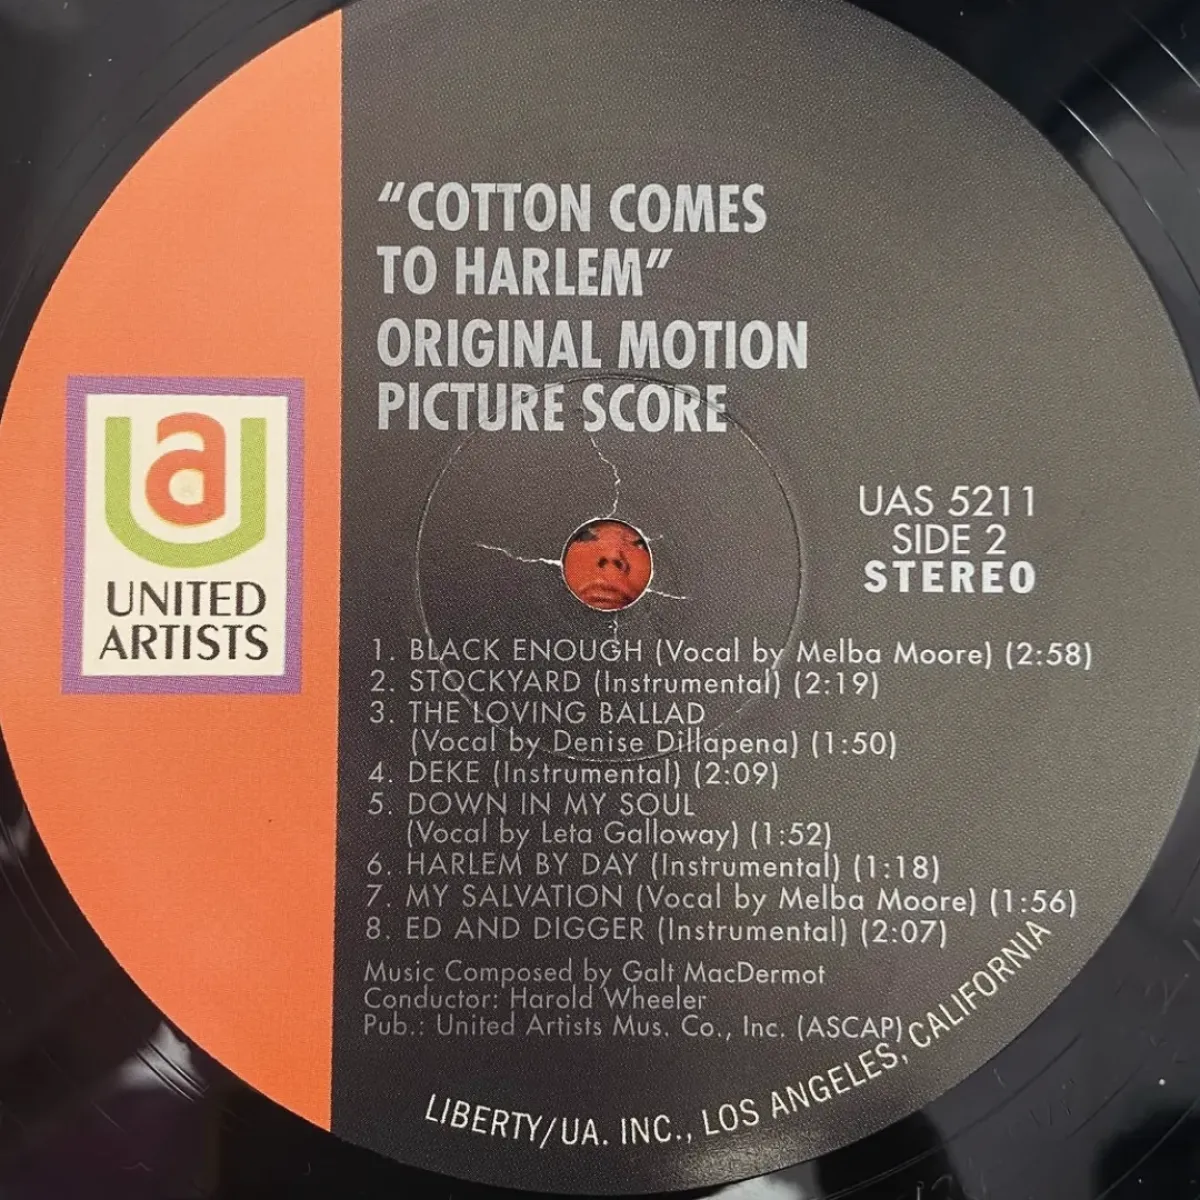 "COTTON COMES
TO HARLEM"
ORIGINAL MOTION
PICTURE SCORE
UAS 5211
SIDE 2
STEREO
ua
UNITED
ARTISTS
1. BLACK ENOUGH (Vocal by Melba Moore) (2:58)
2. STOCKYARD (Instrumental) (2:19)
3. THE LOVING BALLAD
(Vocal by Denise Dillapena) (1:50)
4. DEKE (Instrumental) (2:09)
5. DOWN IN MY SOUL
(Vocal by Leta Galloway) (1:52)
6. HARLEM BY DAY (Instrumental) (1:18)
7. MY SALVATION (Vocal by Melba Moore) (1:56)
8. ED AND DIGGER (Instrumental) (2:07)
Music Composed by Galt MacDermot
Conductor: Harold Wheeler
Pub.: United Artists Mus. Co., Inc. (ASCAP)
LIBERTY/UA. INC., LOS ANGELES, CALIFORNIA